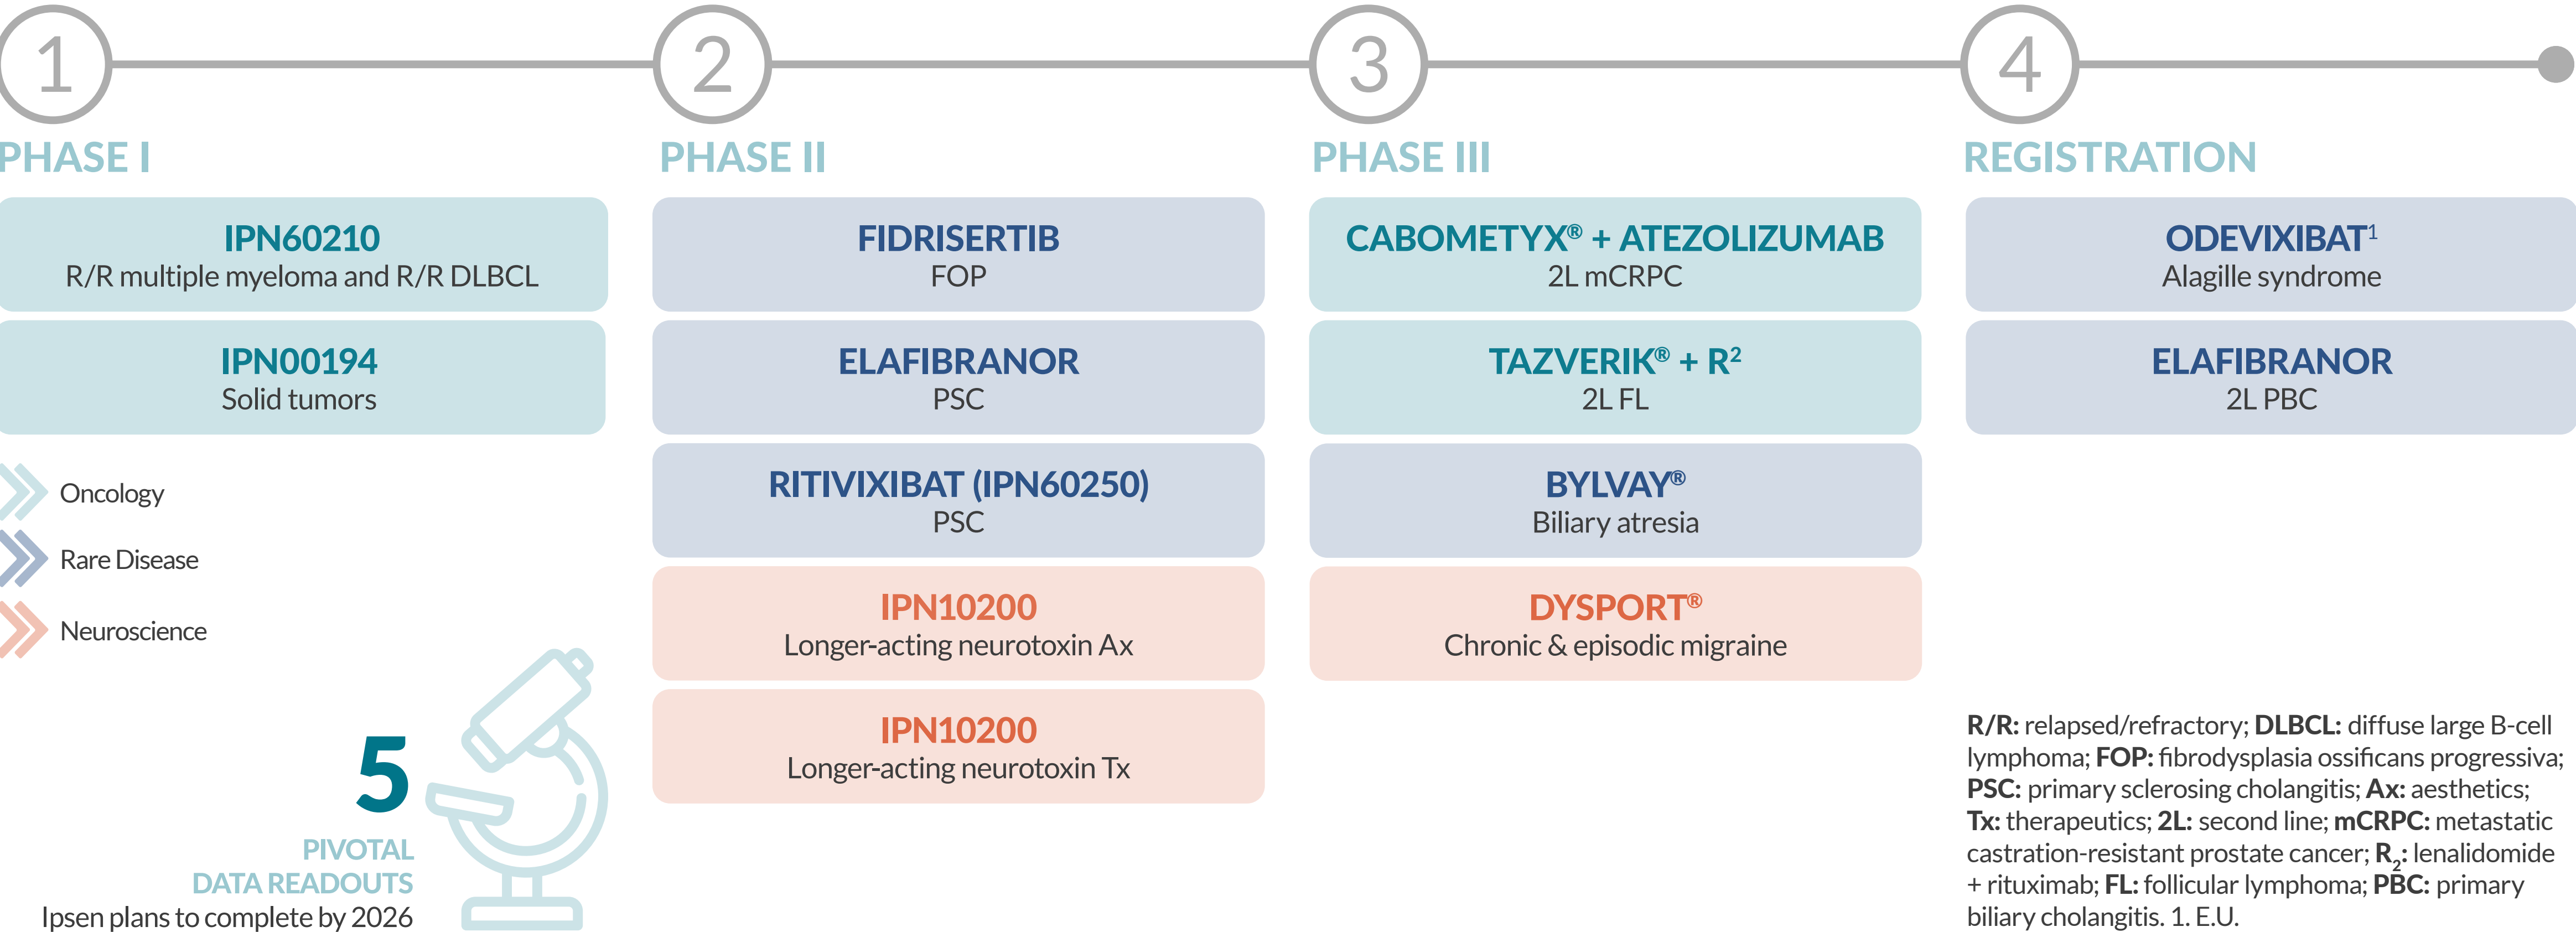 1
2
3
4
PHASE I
PHASE II
PHASE III
REGISTRATION
IPN60210
R/R multiple myeloma and R/R DLBCL
IPN00194
Solid tumors
Oncology
Rare Disease
Neuroscience
5
PIVOTAL
DATA READOUTS
Ipsen plans to complete by 2026
FIDRISERTIB
FOP
ELAFIBRANOR
PSC
RITIVIXIBAT (IPN60250)
PSC
IPN10200
Longer-acting neurotoxin Ax
IPN10200
Longer-acting neurotoxin Tx
CABOMETYX® + ATEZOLIZUMAB
2L mCRPC
TAZVERIK® + R²
2L FL
BYLVAY®
Biliary atresia
DYSPORT®
Chronic & episodic migraine
ODEVIXIBAT¹
Alagille syndrome
ELAFIBRANOR
2L PBC
R/R: relapsed/refractory; DLBCL: diffuse large B-cell
lymphoma; FOP: fibrodysplasia ossificans progressiva;
PSC: primary sclerosing cholangitis; Ax: aesthetics;
Tx: therapeutics; 2L: second line; mCRPC: metastatic
castration-resistant prostate cancer; R₂: lenalidomide
+ rituximab; FL: follicular lymphoma; PBC: primary
biliary cholangitis. 1. E.U.